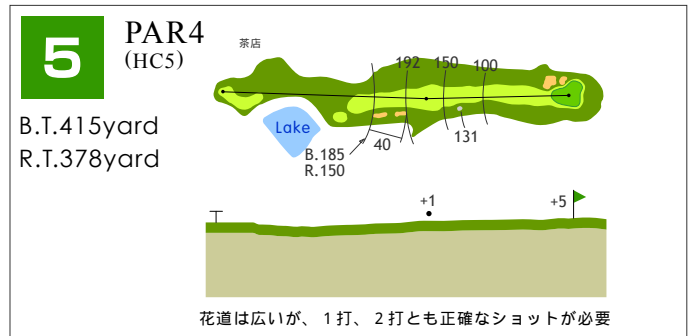 5
PAR4
(HC5)
B.T.415yard
R.T.378yard
茶店
192
150
100
Lake
B.185
R.150
40
131
+1
+5
花道は広いが、1打、2打とも正確なショットが必要